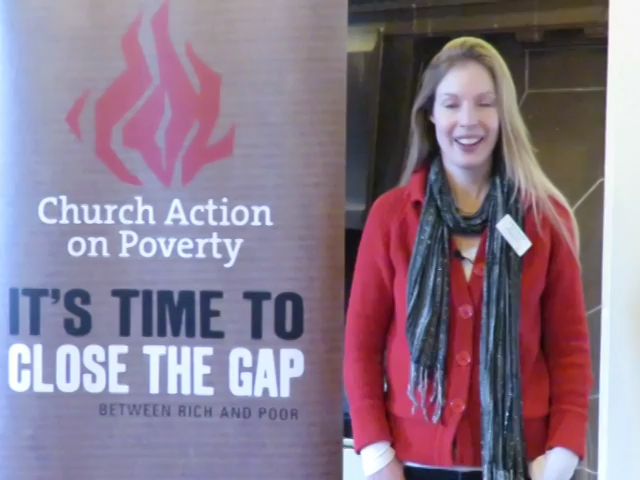 Church Action
on Poverty
IT'S TIME TO
CLOSE THE GAP
BETWEEN RICH AND POOR